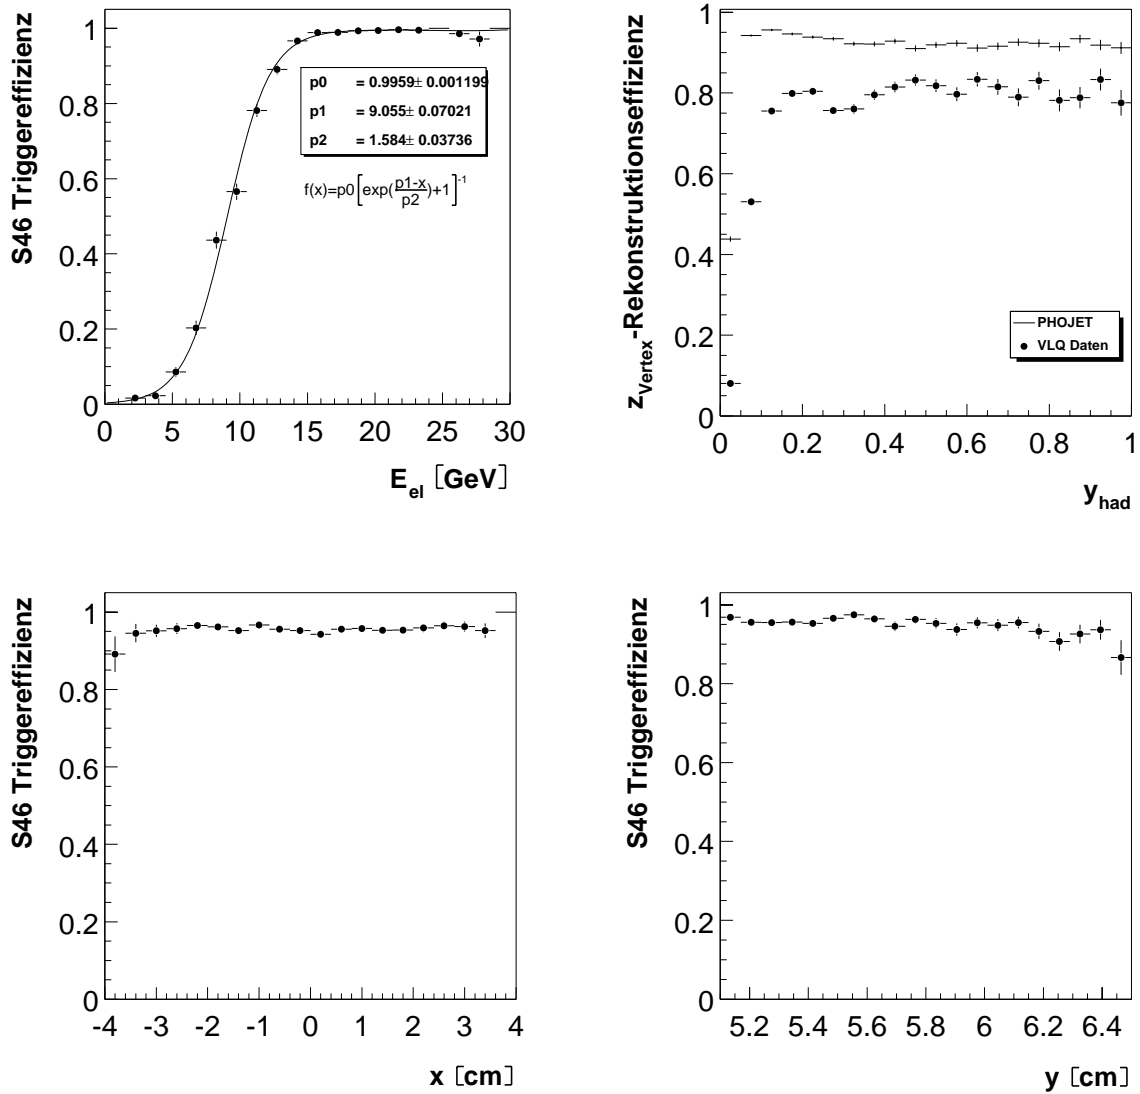 S46 Triggereffizienz
1
0.8
0.6
0.4
0.2
0
p0 = 0.9959± 0.001199
p1 = 9.055± 0.07021
p2 = 1.584± 0.03736
f(x)=p0[exp(p1-x/p2)+1]-1
0 5 10 15 20 25 30
E_el [GeV]
z_Vertex-Rekonstruktionseffizienz
1
0.8
0.6
0.4
0.2
0
PHOJET
VLQ Daten
0 0.2 0.4 0.6 0.8 1
y_had
S46 Triggereffizienz
1
0.8
0.6
0.4
0.2
0
-4 -3 -2 -1 0 1 2 3 4
x [cm]
S46 Triggereffizienz
1
0.8
0.6
0.4
0.2
0
5.2 5.4 5.6 5.8 6 6.2 6.4
y [cm]